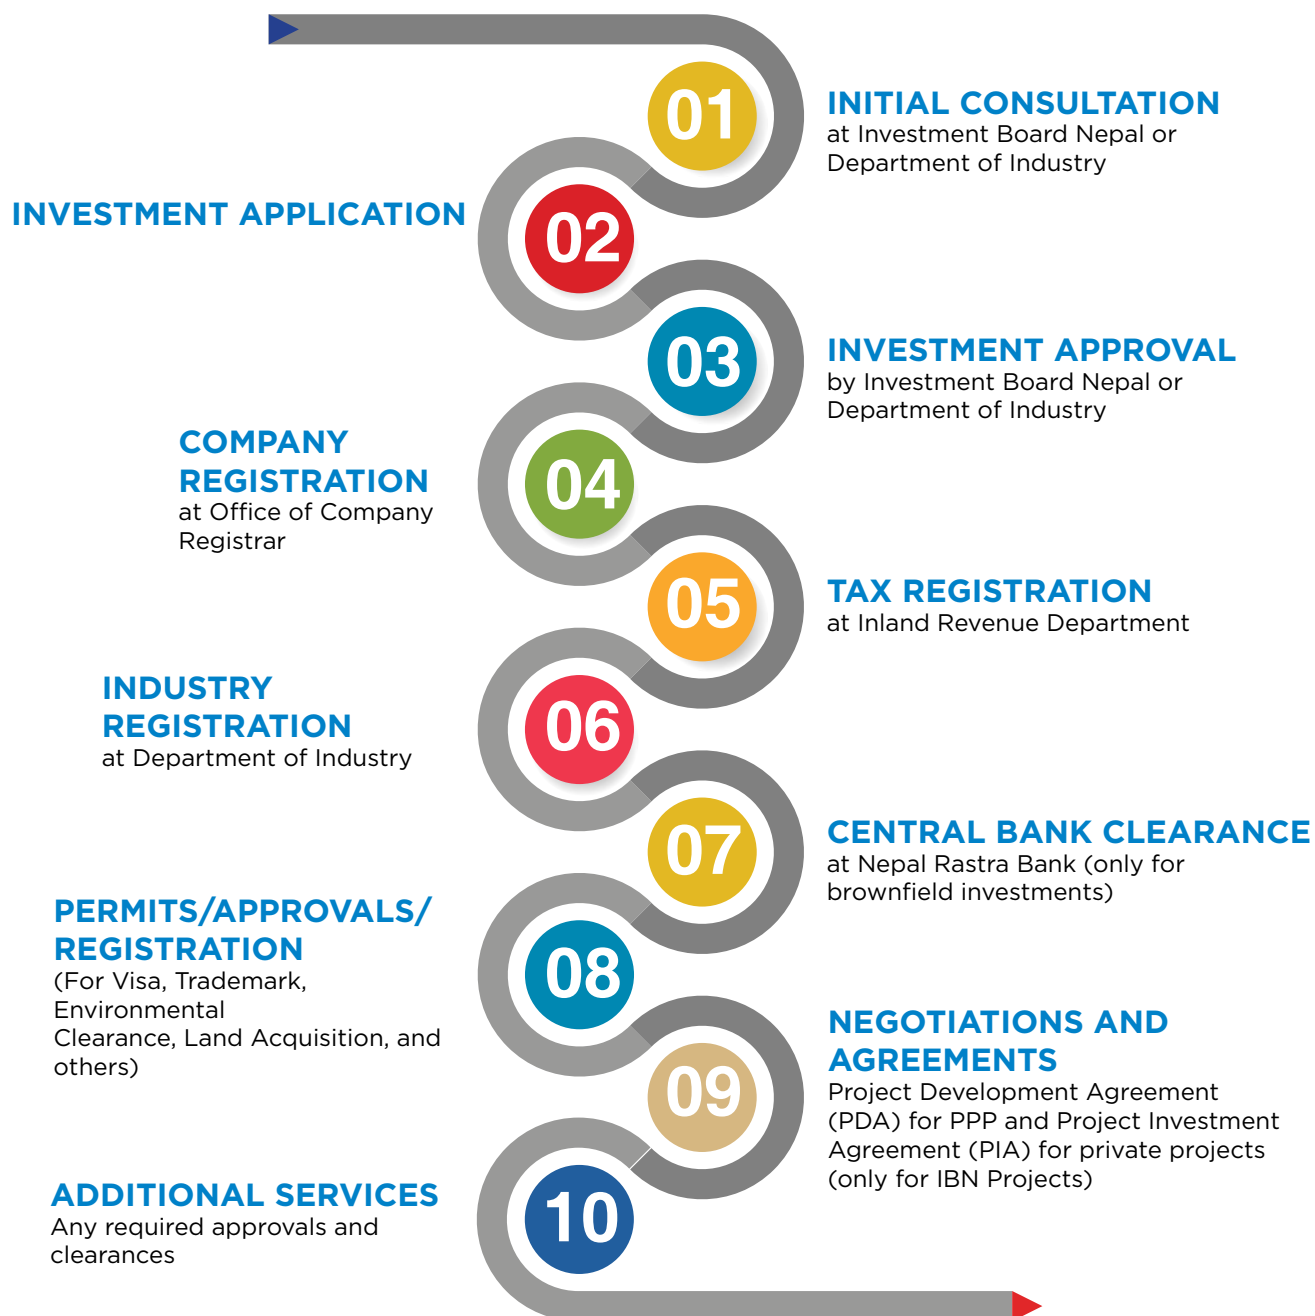 01
INITIAL CONSULTATION
at Investment Board Nepal or
Department of Industry
INVESTMENT APPLICATION
02
03
INVESTMENT APPROVAL
by Investment Board Nepal or
Department of Industry
COMPANY
REGISTRATION
at Office of Company
Registrar
04
05
TAX REGISTRATION
at Inland Revenue Department
INDUSTRY
REGISTRATION
at Department of Industry
06
07
CENTRAL BANK CLEARANCE
at Nepal Rastra Bank (only for
brownfield investments)
PERMITS/APPROVALS/
REGISTRATION
(For Visa, Trademark,
Environmental
Clearance, Land Acquisition, and
others)
08
09
NEGOTIATIONS AND
AGREEMENTS
Project Development Agreement
(PDA) for PPP and Project Investment
Agreement (PIA) for private projects
(only for IBN Projects)
ADDITIONAL SERVICES
Any required approvals and
clearances
10